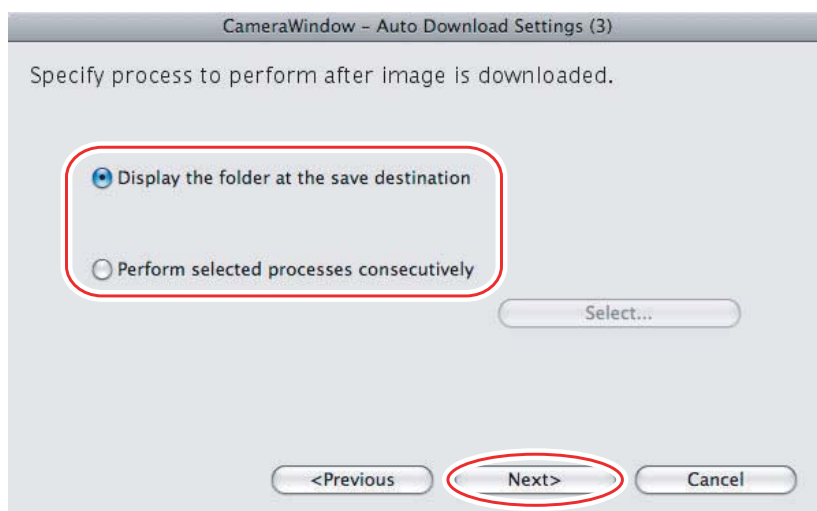 CameraWindow – Auto Download Settings (3)
Specify process to perform after image is downloaded.
Display the folder at the save destination
Perform selected processes consecutively
Select...
<Previous
Next>
Cancel